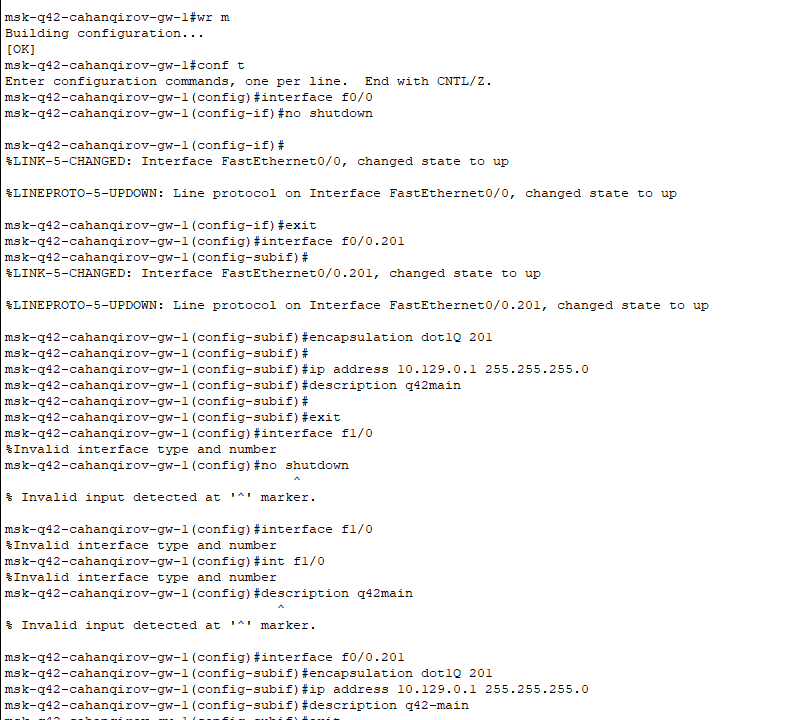 msk-q42-cahanqirov-gw-1#wr m
Building configuration...
[OK]
msk-q42-cahanqirov-gw-1#conf t
Enter configuration commands, one per line.  End with CNTL/Z.
msk-q42-cahanqirov-gw-1(config)#interface f0/0
msk-q42-cahanqirov-gw-1(config-if)#no shutdown
msk-q42-cahanqirov-gw-1(config-if)#
%LINK-5-CHANGED: Interface FastEthernet0/0, changed state to up
%LINEPROTO-5-UPDOWN: Line protocol on Interface FastEthernet0/0, changed state to up
msk-q42-cahanqirov-gw-1(config-if)#exit
msk-q42-cahanqirov-gw-1(config)#interface f0/0.201
msk-q42-cahanqirov-gw-1(config-subif)#
%LINK-5-CHANGED: Interface FastEthernet0/0.201, changed state to up
%LINEPROTO-5-UPDOWN: Line protocol on Interface FastEthernet0/0.201, changed state to up
msk-q42-cahanqirov-gw-1(config-subif)#encapsulation dot1Q 201
msk-q42-cahanqirov-gw-1(config-subif)#
msk-q42-cahanqirov-gw-1(config-subif)#ip address 10.129.0.1 255.255.255.0
msk-q42-cahanqirov-gw-1(config-subif)#description q42main
msk-q42-cahanqirov-gw-1(config-subif)#
msk-q42-cahanqirov-gw-1(config-subif)#exit
msk-q42-cahanqirov-gw-1(config)#interface f1/0
%Invalid interface type and number
msk-q42-cahanqirov-gw-1(config)#no shutdown
^
% Invalid input detected at '^' marker.
msk-q42-cahanqirov-gw-1(config)#interface f1/0
%Invalid interface type and number
msk-q42-cahanqirov-gw-1(config)#int f1/0
%Invalid interface type and number
msk-q42-cahanqirov-gw-1(config)#description q42main
^
% Invalid input detected at '^' marker.
msk-q42-cahanqirov-gw-1(config)#interface f0/0.201
msk-q42-cahanqirov-gw-1(config-subif)#encapsulation dot1Q 201
msk-q42-cahanqirov-gw-1(config-subif)#ip address 10.129.0.1 255.255.255.0
msk-q42-cahanqirov-gw-1(config-subif)#description q42-main